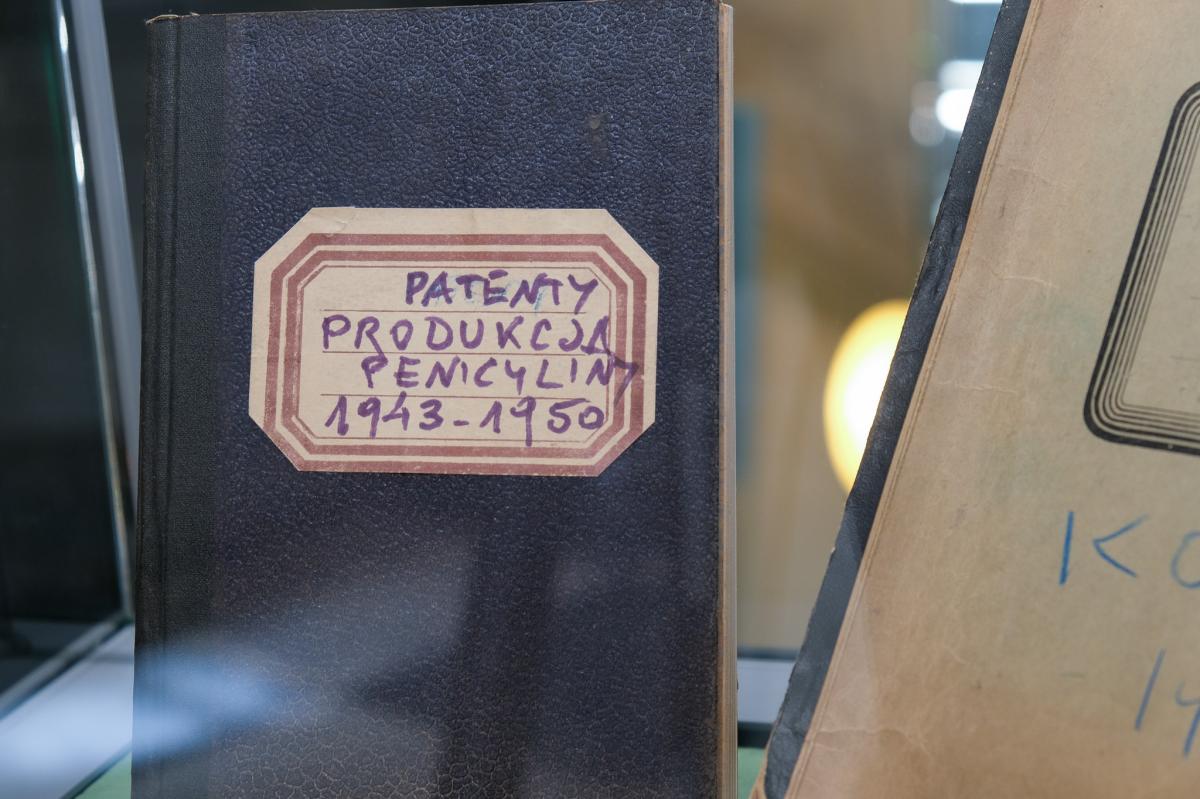 PATENTY
PRODUKCJA
PENICYLINY
1943-1950